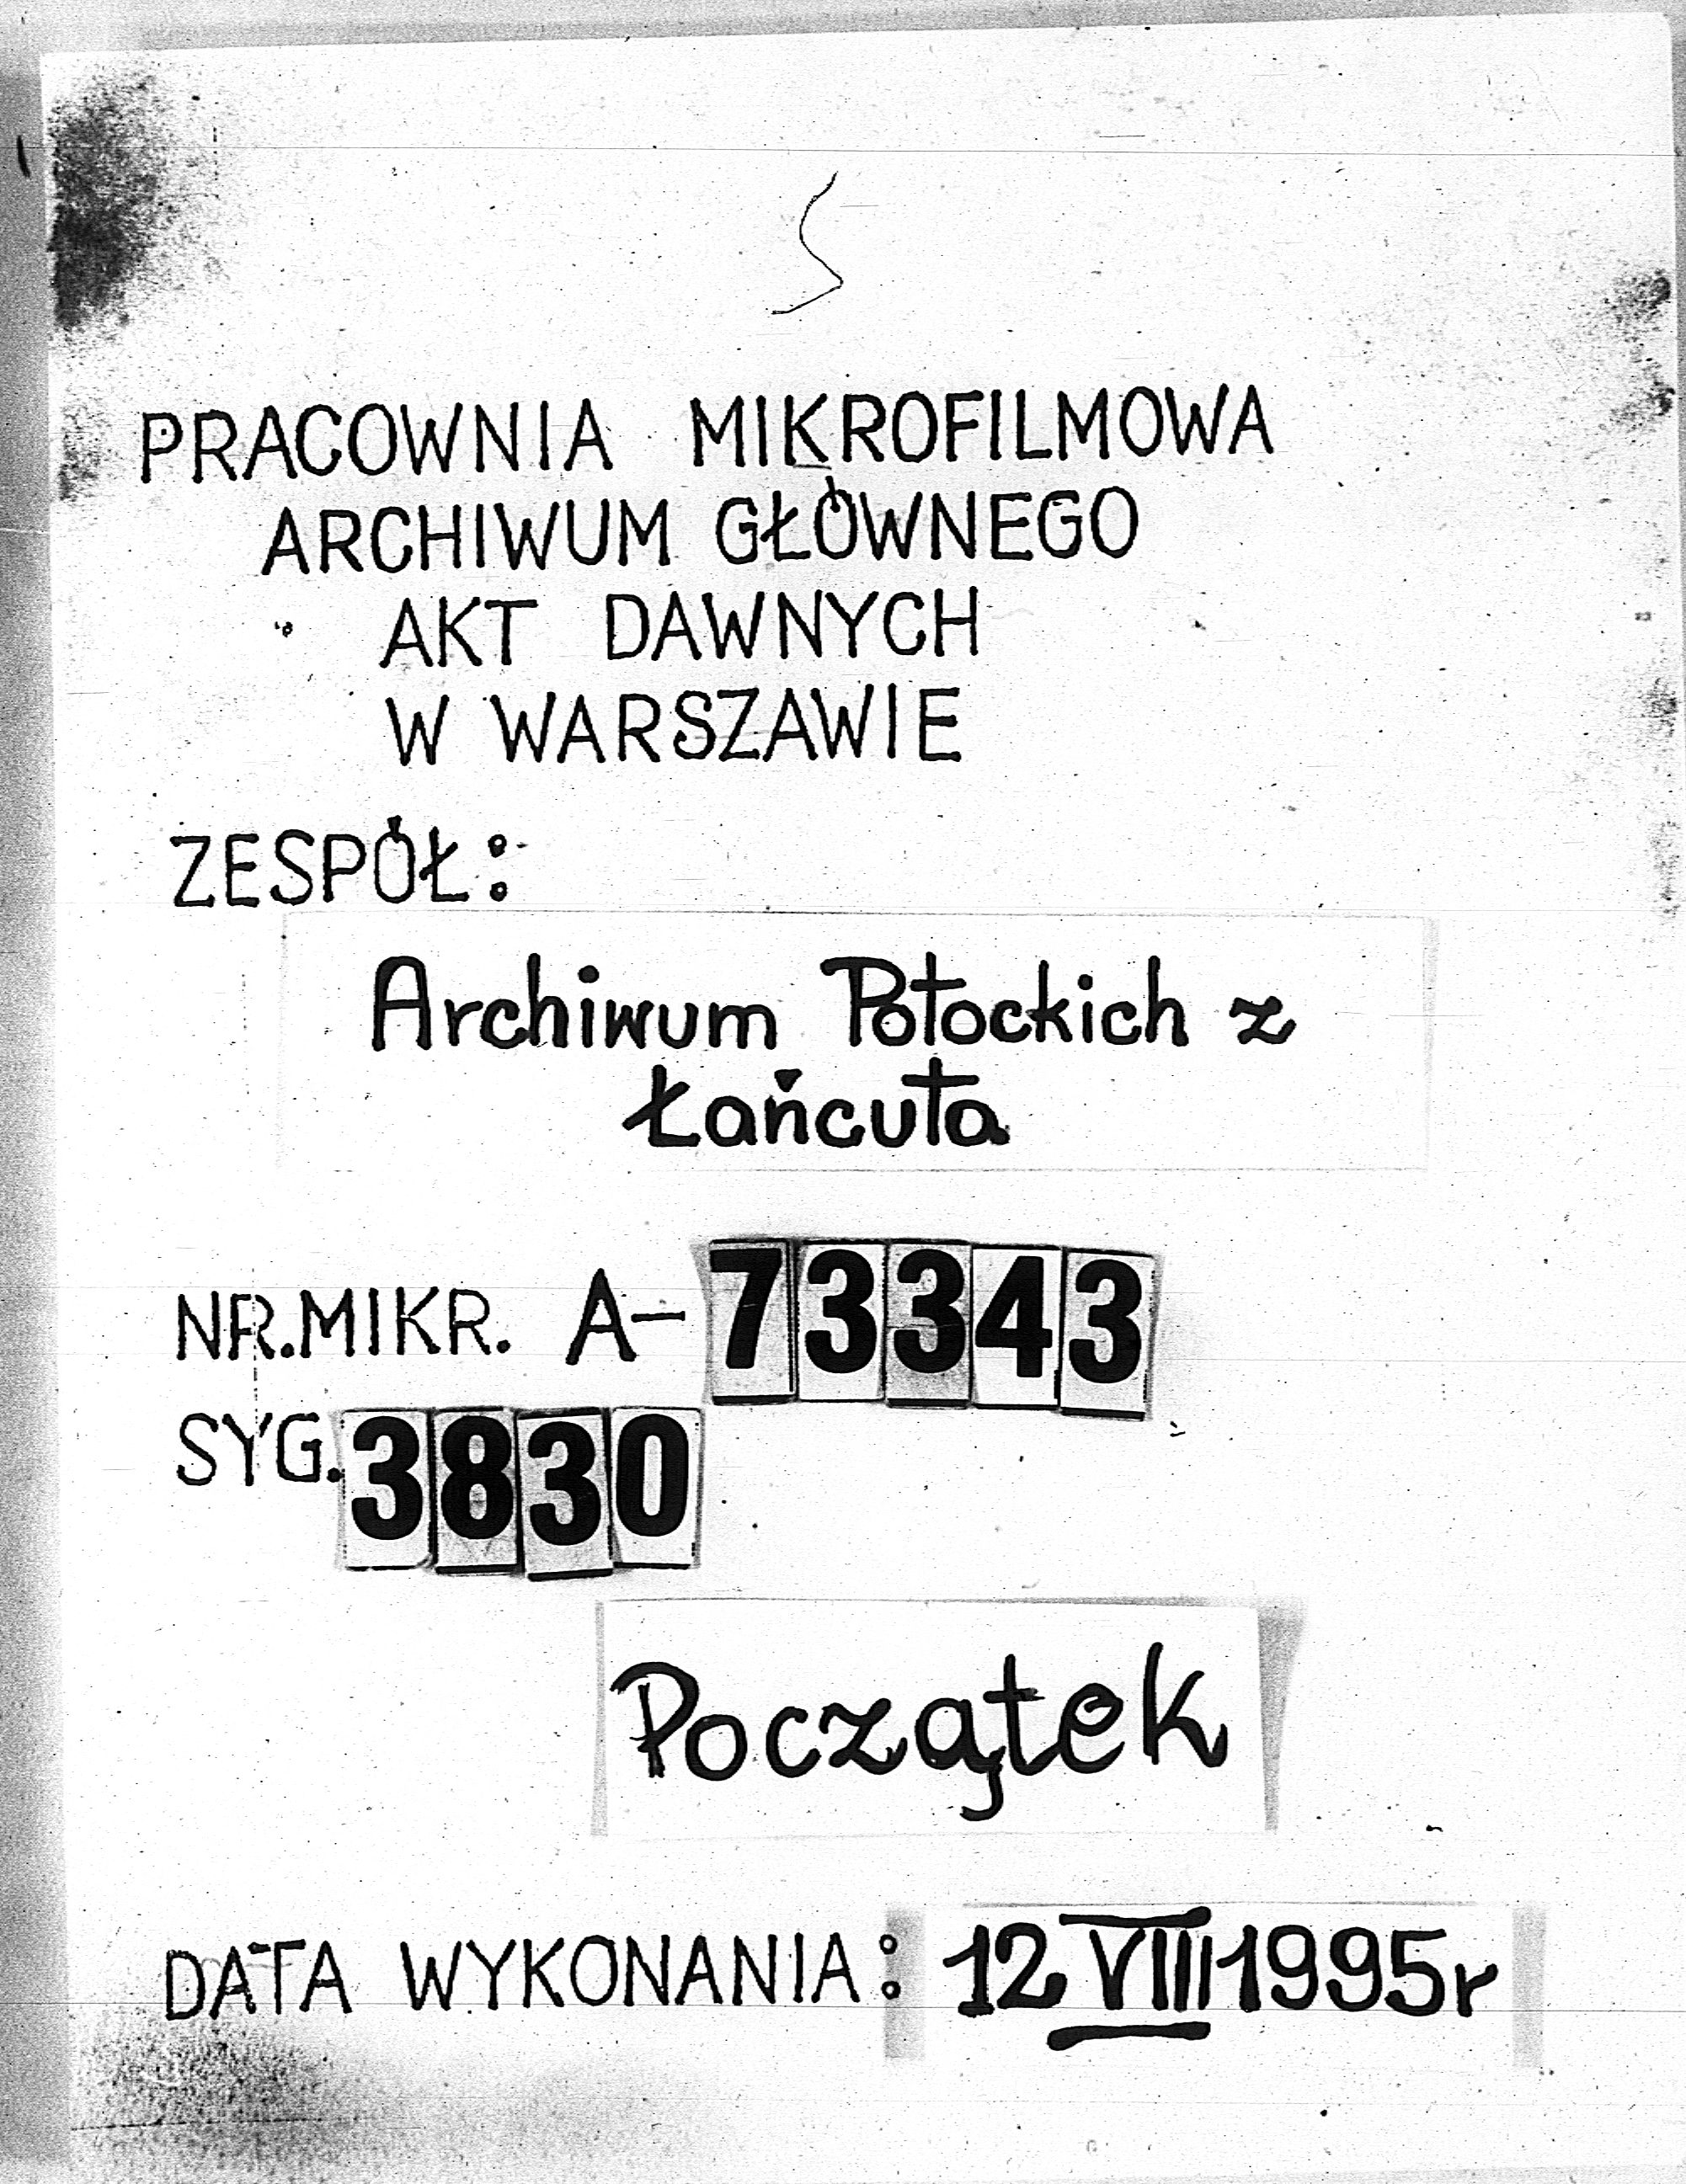 PRACOWNIA MIKROFILMOWA
ARCHIWUM GŁÓWNEGO
AKT DAWNYCH
W WARSZAWIE
ZESPÓŁ:
Archiwum Potockich z
Łańcuta
NR.MIKR. A-73343
SYG. 3830
Początek
DATA WYKONANIA: 12 VIII 1995r